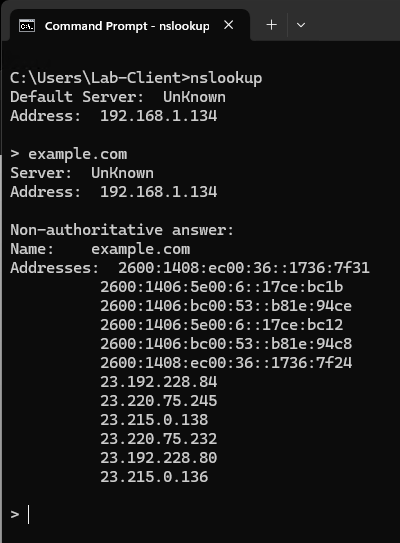 Command Prompt - nslookup
C:\Users\Lab-Client>nslookup
Default Server:  UnKnown
Address:  192.168.1.134
> example.com
Server:  UnKnown
Address:  192.168.1.134
Non-authoritative answer:
Name:    example.com
Addresses:  2600:1408:ec00:36::1736:7f31
2600:1406:5e00:6::17ce:bc1b
2600:1406:bc00:53::b81e:94ce
2600:1406:5e00:6::17ce:bc12
2600:1406:bc00:53::b81e:94c8
2600:1408:ec00:36::1736:7f24
23.192.228.84
23.220.75.245
23.215.0.138
23.220.75.232
23.192.228.80
23.215.0.136
>